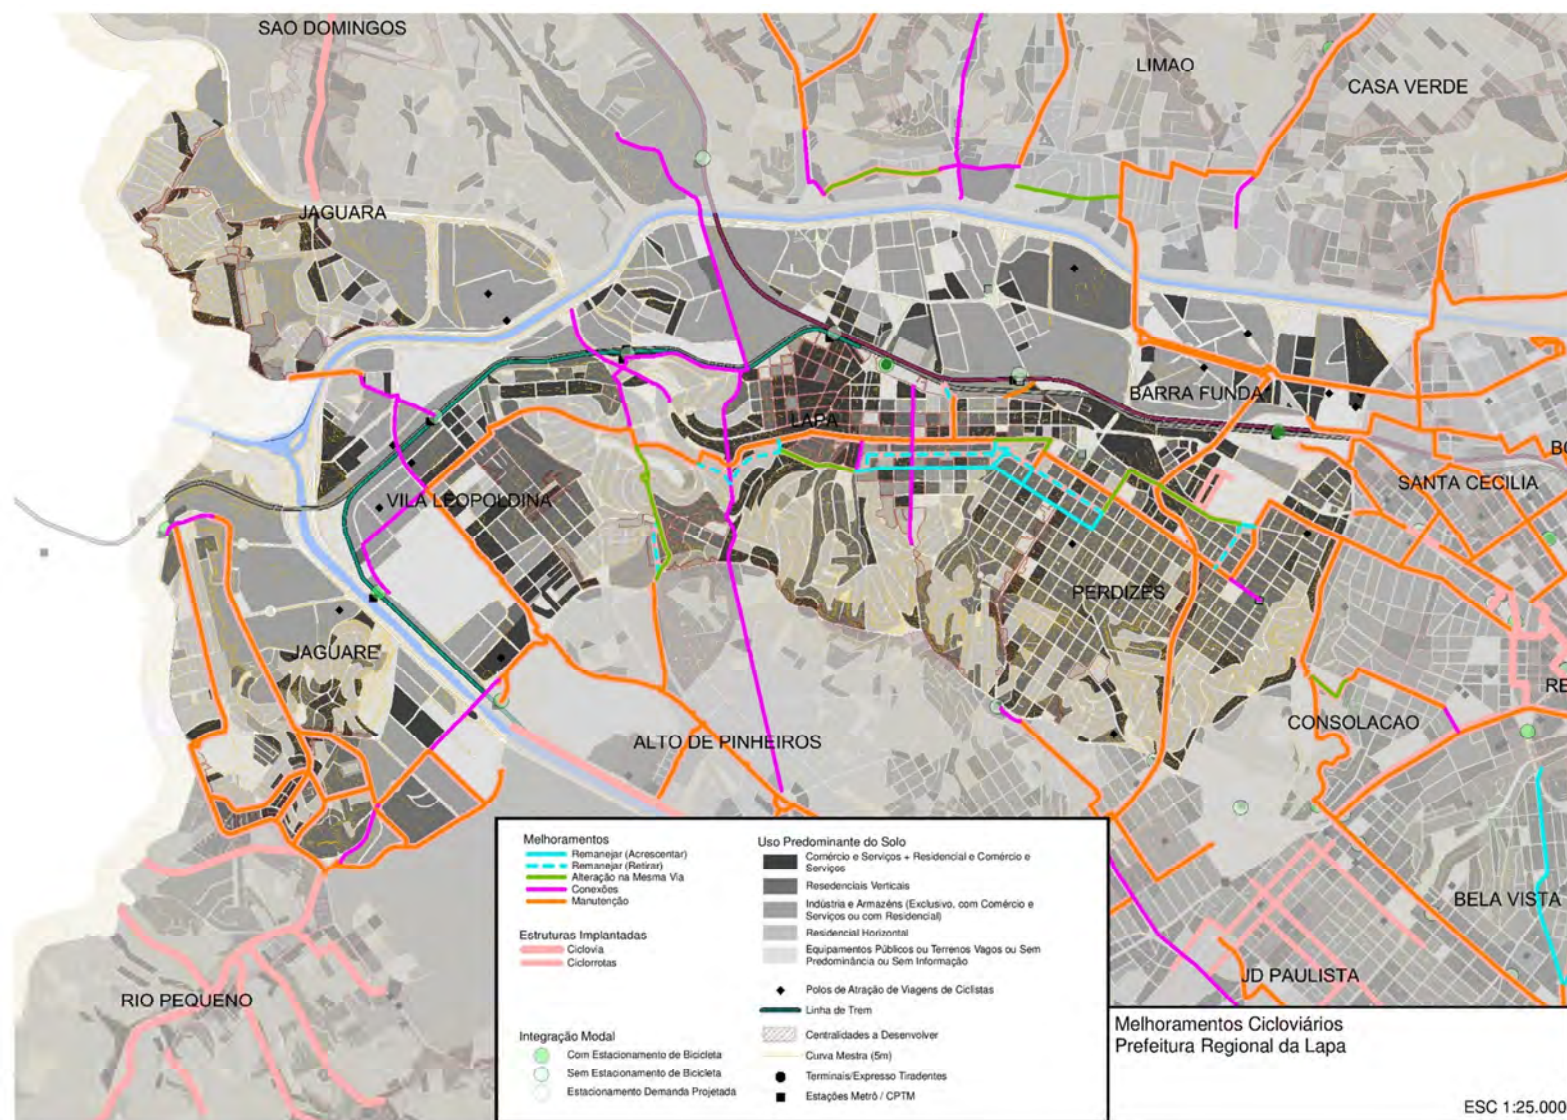 SAO DOMINGOS
LIMAO
CASA VERDE
JAGUARA
BARRA FUNDA
LAPA
SANTA CECILIA
VILA LEOPOLDINA
PERDIZES
JAGUARE
CONSOLACAO
ALTO DE PINHEIROS
BELA VISTA
JD PAULISTA
RIO PEQUENO
Melhoramentos
Remanejar (Acrescentar)
Remanejar (Retirar)
Alteração na Mesma Via
Conexões
Manutenção
Estruturas Implantadas
Ciclovia
Ciclorrotas
Integração Modal
Com Estacionamento de Bicicleta
Sem Estacionamento de Bicicleta
Estacionamento Demanda Projetada
Uso Predominante do Solo
Comércio e Serviços + Residencial e Comércio e
Serviços
Resedenciais Verticais
Indústria e Armazéns (Exclusivo, com Comércio e
Serviços ou com Residencial)
Residencial Horizontal
Equipamentos Públicos ou Terrenos Vagos ou Sem
Predominância ou Sem Informação
Polos de Atração de Viagens de Ciclistas
Linha de Trem
Centralidades a Desenvolver
Curva Mestra (5m)
Terminais/Expresso Tiradentes
Estações Metrô / CPTM
Melhoramentos Cicloviários
Prefeitura Regional da Lapa
ESC 1:25.000